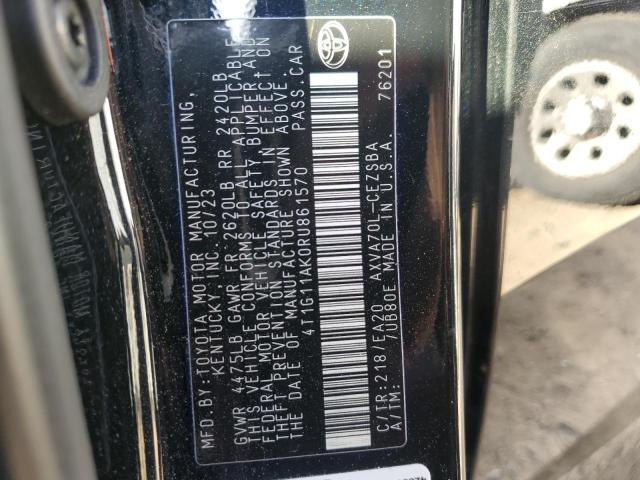 MFD. BY: TOYOTA MOTOR MANUFACTURING,
KENTUCKY, INC. 10/23
GVWR 4475LB GAWR FR 2620LB RR 2420LB
THIS VEHICLE CONFORMS TO ALL APPLICABLE
FEDERAL MOTOR VEHICLE SAFETY, BUMPER AND
THEFT PREVENTION STANDARDS IN EFFECT ON
THE DATE OF MANUFACTURE SHOWN ABOVE.
4T1G11AK0RU861570 PASS.CAR
C/TR:218/EA20 AXVA70L-CEZSBA
A/TM: /UB80E MADE IN U.S.A. 76201